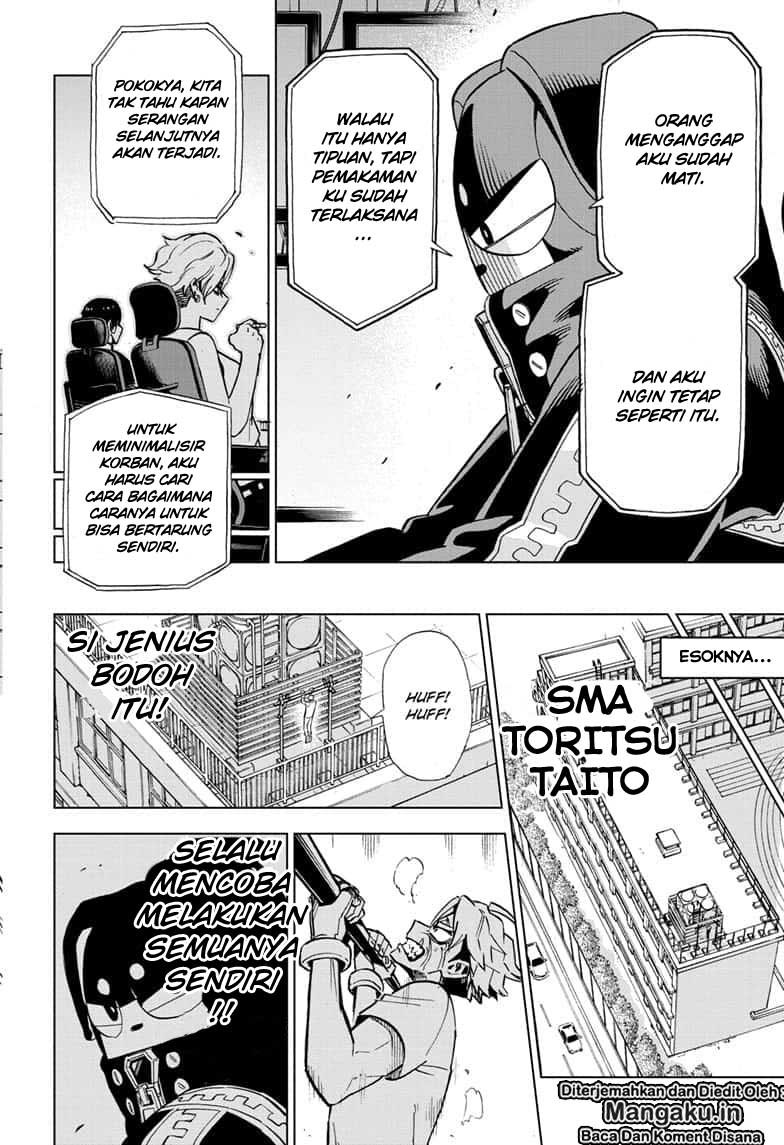 ORANG
MENGANGGAP
AKU SUDAH
MATI.
DAN AKU
INGIN TETAP
SEPERTI ITU.
WALAU
ITU HANYA
TIPUAN, TAPI
PEMAKAMAN
KU SUDAH
TERLAKSANA
...
POKOKYA, KITA
TAK TAHU KAPAN
SERANGAN
SELANJUTNYA
AKAN TERJADI.
UNTUK
MEMINIMALISIR
KORBAN, AKU
HARUS CARI
CARA BAGAIMANA
CARANYA UNTUK
BISA BERTARUNG
SENDIRI.
ESOKNYA...
SMA
TORITSU
TAITO
HUFF!
HUFF!
SI JENIUS
BODOH
ITU!
SELALU
MENCOBA
MELAKUKAN
SEMUANYA
SENDIRI
!!
Diterjemahkan dan Diedit Oleh:
Mangaku.in
Baca Dan Koment Disana